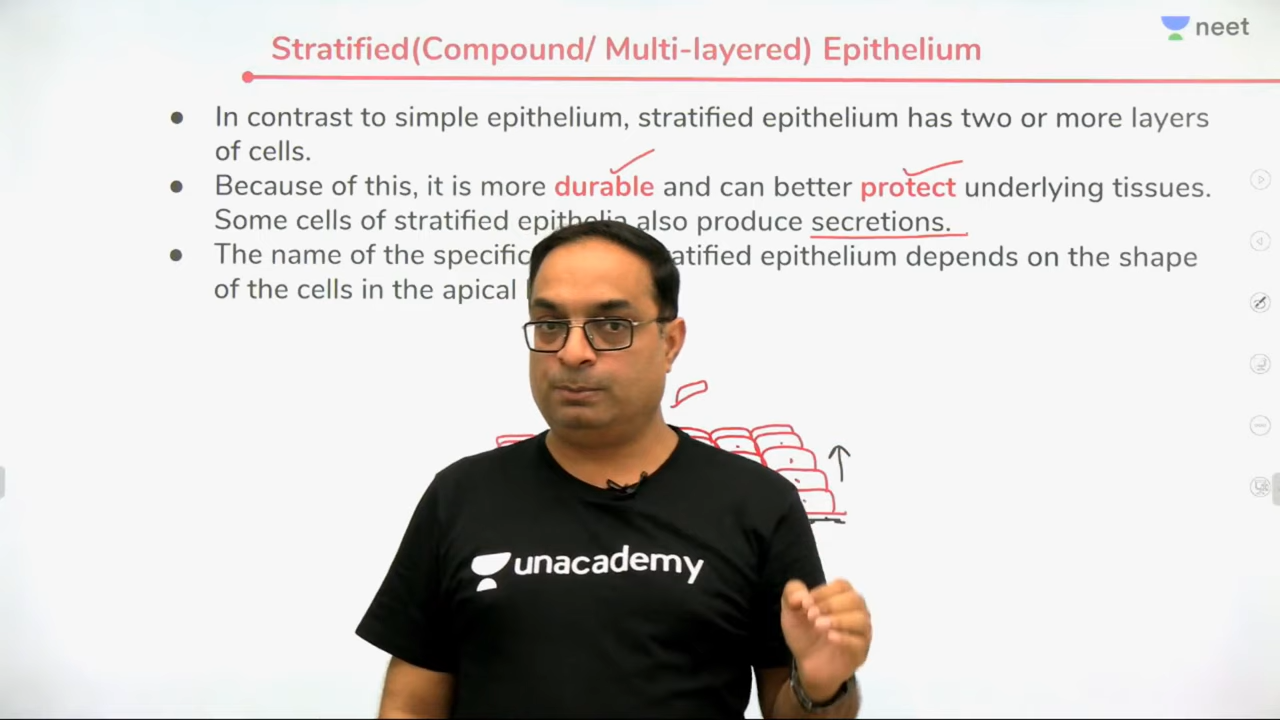 neet
Stratified(Compound/ Multi-layered) Epithelium
In contrast to simple epithelium, stratified epithelium has two or more layers
of cells.
Because of this, it is more durable and can better protect underlying tissues.
Some cells of stratified epithelia also produce secretions.
The name of the specific epithelium depends on the shape
of the cells in the apical
unacademy